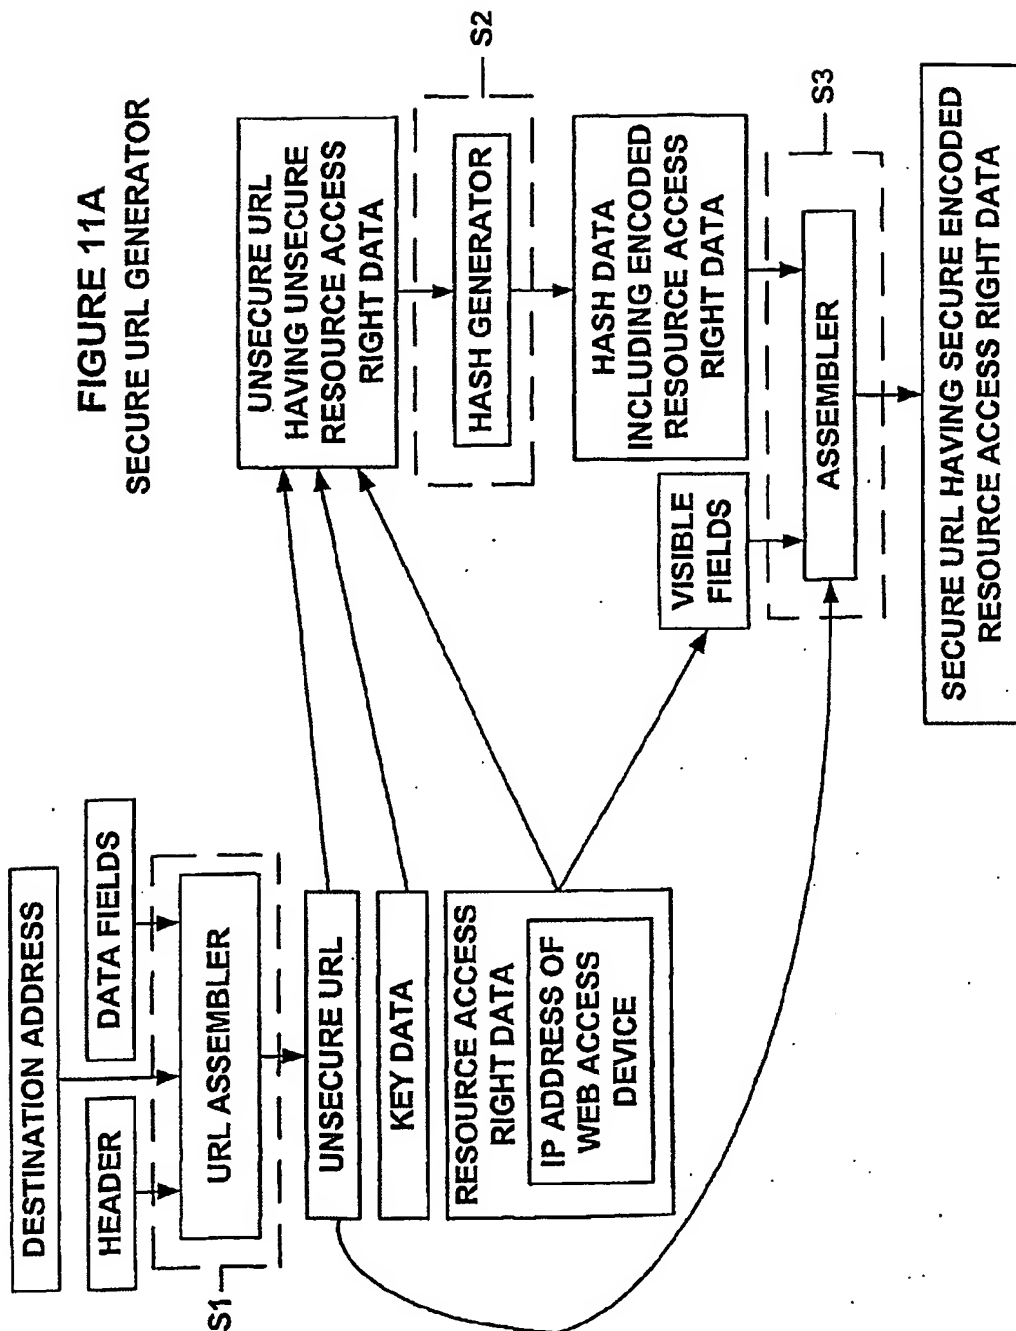 FIGURE 11A
SECURE URL GENERATOR
DESTINATION ADDRESS
HEADER
DATA FIELDS
S1
URL ASSEMBLER
UNSECURE URL
KEY DATA
RESOURCE ACCESS
RIGHT DATA
IP ADDRESS OF
WEB ACCESS
DEVICE
UNSECURE URL
HAVING UNSECURE
RESOURCE ACCESS
RIGHT DATA
S2
HASH GENERATOR
HASH DATA
INCLUDING ENCODED
RESOURCE ACCESS
RIGHT DATA
VISIBLE
FIELDS
S3
ASSEMBLER
SECURE URL HAVING SECURE ENCODED
RESOURCE ACCESS RIGHT DATA